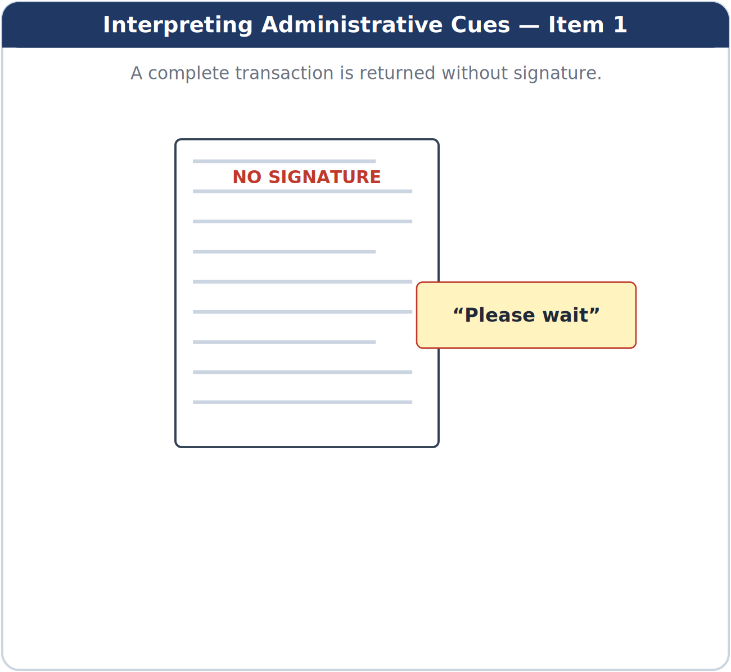 Interpreting Administrative Cues — Item 1
A complete transaction is returned without signature.
NO SIGNATURE
“Please wait”